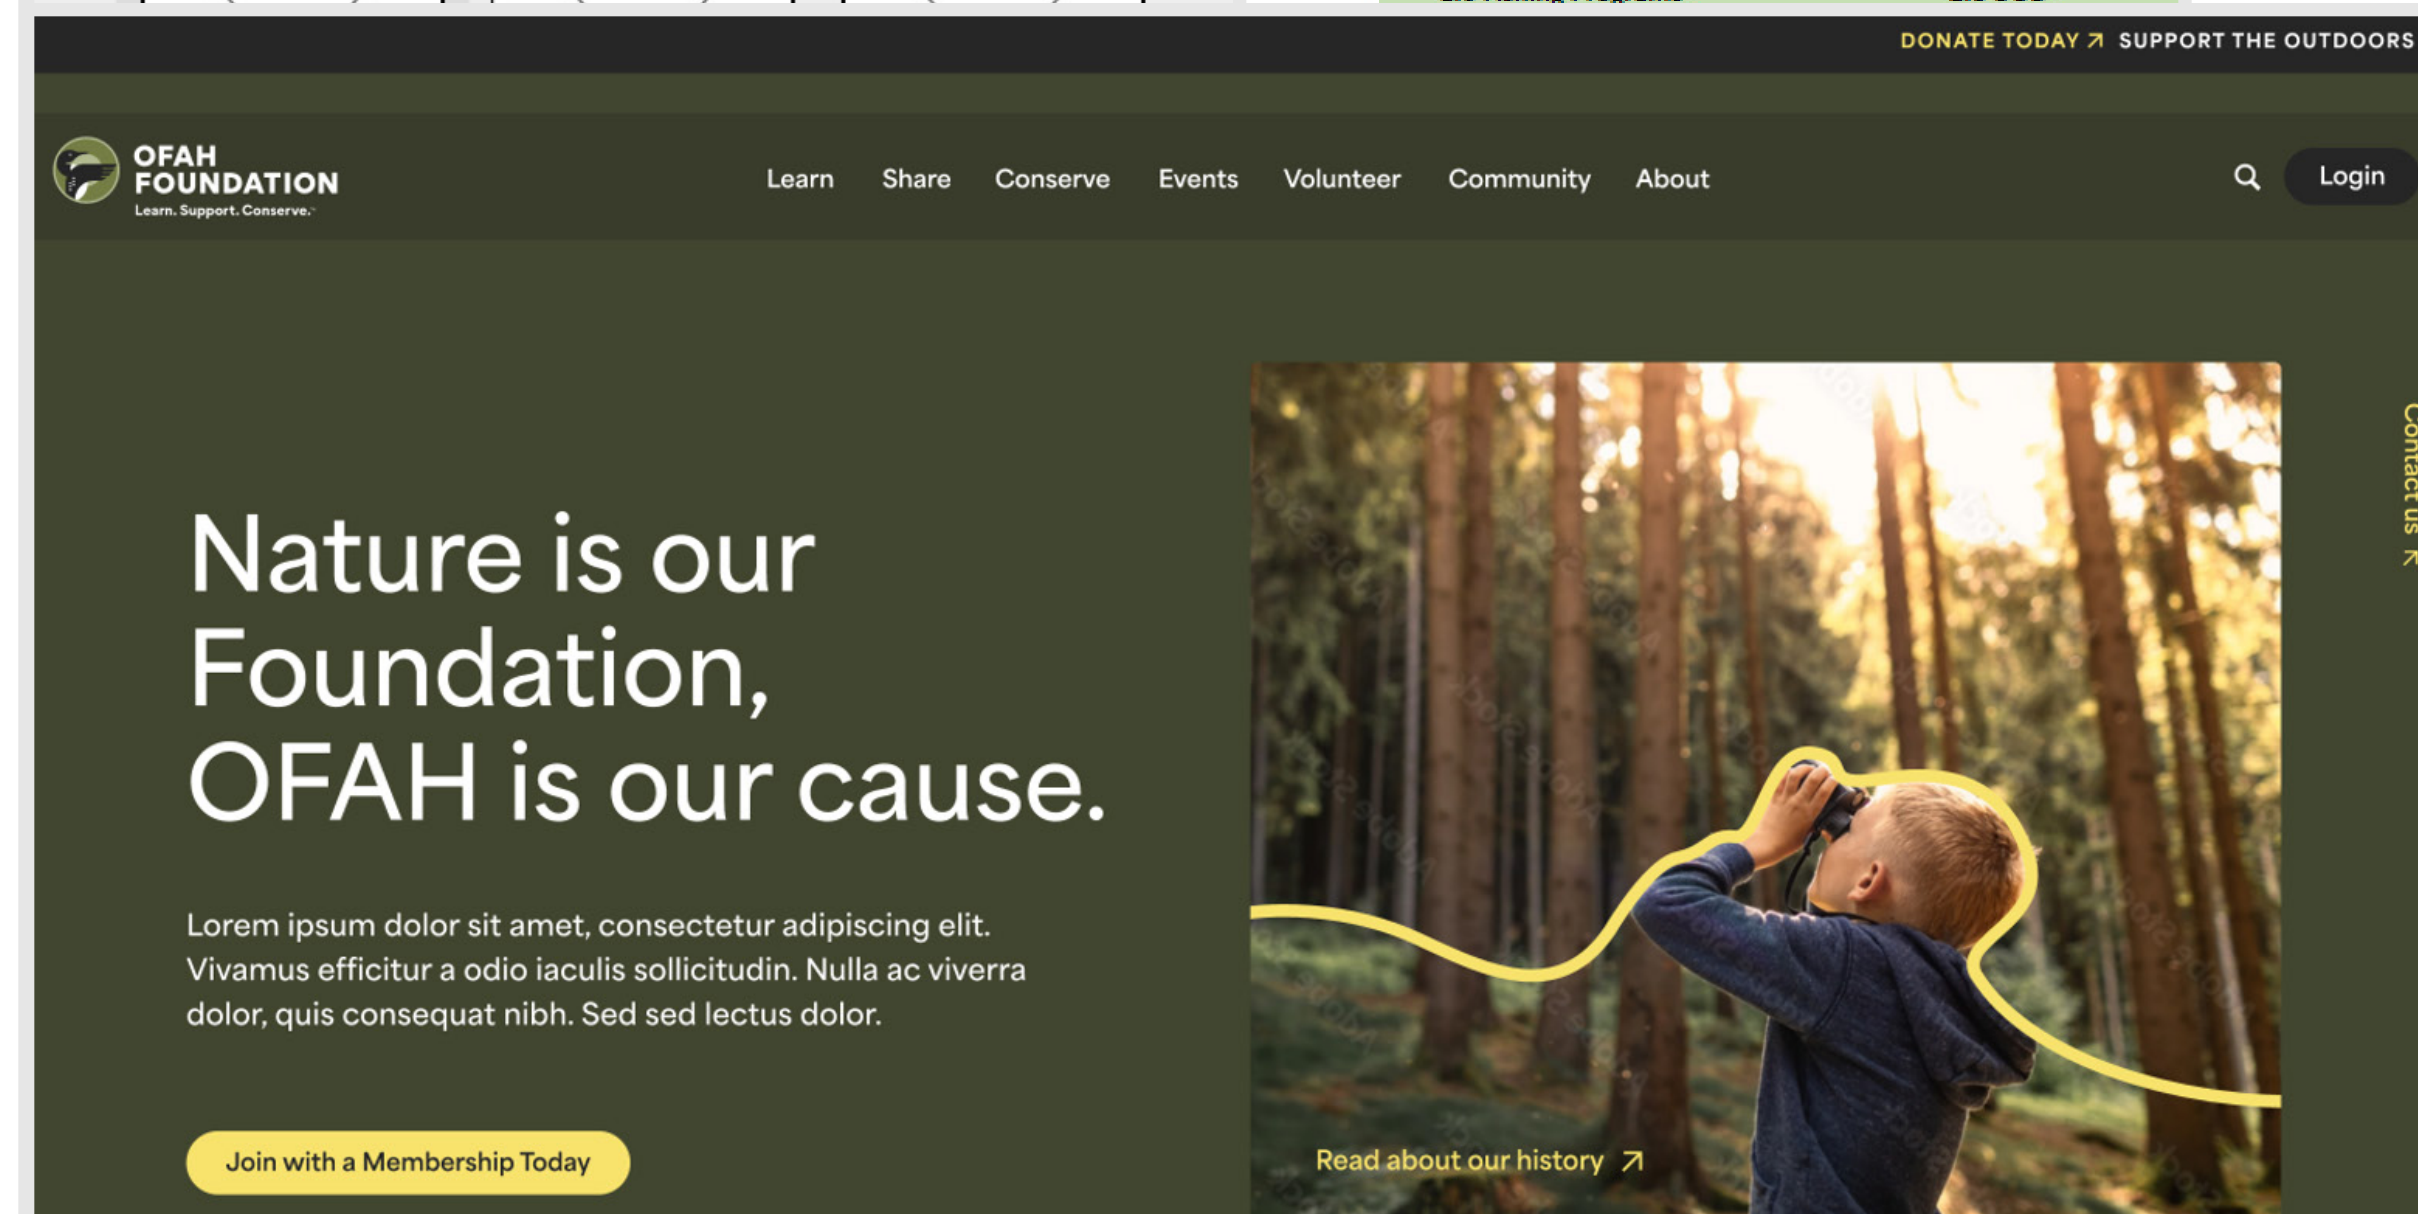 DONATE TODAY ↗ SUPPORT THE OUTDOORS
OFAH
FOUNDATION
Learn. Support. Conserve.™
Learn Share Conserve Events Volunteer Community About
Login
Contact us ↗
Nature is our
Foundation,
OFAH is our cause.
Lorem ipsum dolor sit amet, consectetur adipiscing elit.
Vivamus efficitur a odio iaculis sollicitudin. Nulla ac viverra
dolor, quis consequat nibh. Sed sed lectus dolor.
Join with a Membership Today
Read about our history ↗
Adobe Stock